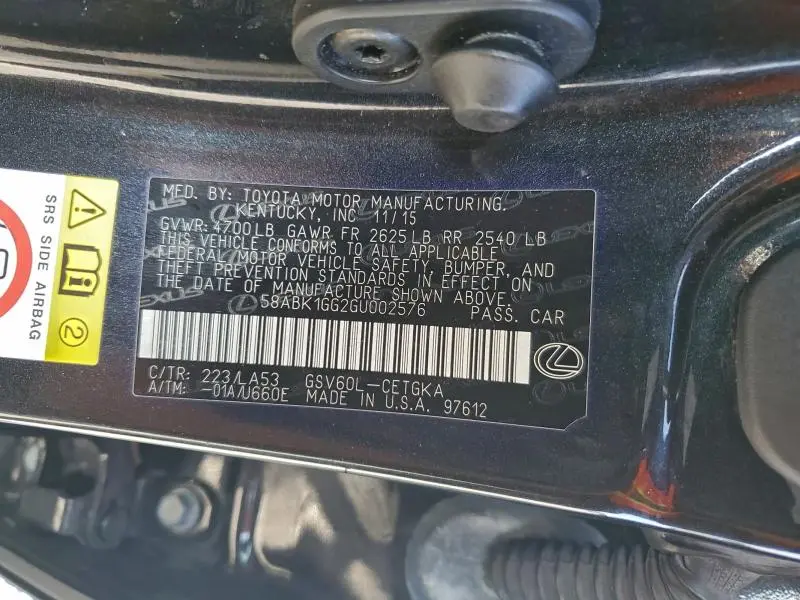 MFD. BY: TOYOTA MOTOR MANUFACTURING.
KENTUCKY, INC 11/15
GVWR: 4700LB GAWR FR 2625LB RR 2540 LB
THIS VEHICLE CONFORMS TO ALL APPLICABLE
FEDERAL MOTOR VEHICLE SAFETY, BUMPER, AND
THEFT PREVENTION STANDARDS IN EFFECT ON
THE DATE OF MANUFACTURE SHOWN ABOVE.
58ABK1GG2GU002576 PASS. CAR
C/TR: 223/LA53 GSV60L-CETGKA
A/TM: -01A/U660E MADE IN U.S.A. 97612
SRS SIDE AIRBAG
2